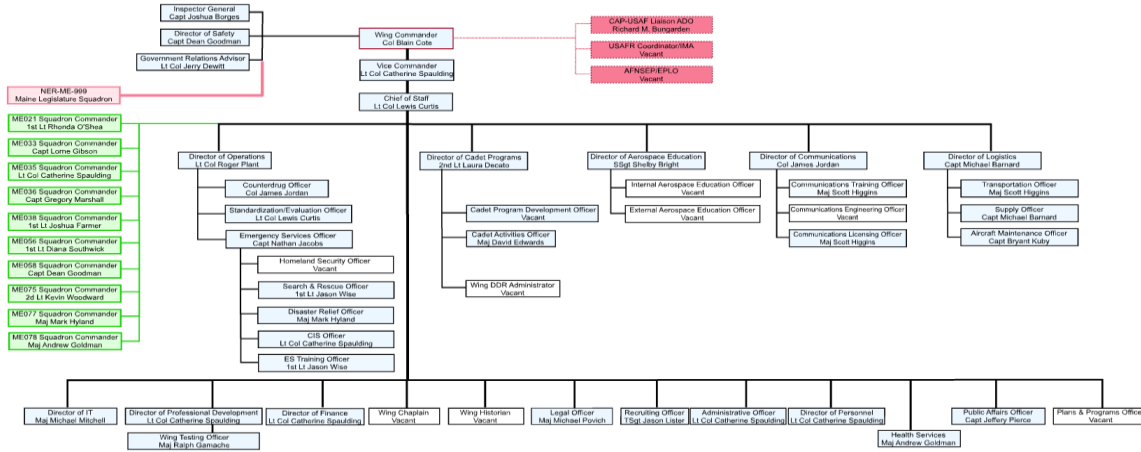 Inspector General
Capt Joshua Borges
Director of Safety
Capt Dean Goodman
Government Relations Advisor
Lt Col Jerry Dewitt
NER-ME-999
Maine Legislature Squadron
Wing Commander
Col Blain Cote
Vice Commander
Lt Col Catherine Spaulding
Chief of Staff
Lt Col Lewis Curtis
CAP-USAF Liaison ADO
Richard M. Bungarden
USAFR Coordinator/IMA
Vacant
AFNSEP/EPLO
Vacant
ME021 Squadron Commander
1st Lt Rhonda O'Shea
ME033 Squadron Commander
Capt Lorne Gibson
ME035 Squadron Commander
Lt Col Catherine Spaulding
ME036 Squadron Commander
Capt Gregory Marshall
ME038 Squadron Commander
1st Lt Joshua Farmer
ME056 Squadron Commander
1st Lt Diana Southwick
ME058 Squadron Commander
Capt Dean Goodman
ME075 Squadron Commander
2d Lt Kevin Woodward
ME077 Squadron Commander
Maj Mark Hyland
ME078 Squadron Commander
Maj Andrew Goldman
Director of Operations
Lt Col Roger Plant
Counterdrug Officer
Col James Jordan
Standardization/Evaluation Officer
Lt Col Lewis Curtis
Emergency Services Officer
Capt Nathan Jacobs
Homeland Security Officer
Vacant
Search & Rescue Officer
1st Lt Jason Wise
Disaster Relief Officer
Maj Mark Hyland
CIS Officer
Lt Col Catherine Spaulding
ES Training Officer
1st Lt Jason Wise
Director of Cadet Programs
2nd Lt Laura Decato
Cadet Program Development Officer
Vacant
Cadet Activities Officer
Maj David Edwards
Wing DDR Administrator
Vacant
Director of Aerospace Education
SSgt Shelby Bright
Internal Aerospace Education Officer
Vacant
External Aerospace Education Officer
Vacant
Director of Communications
Col James Jordan
Communications Training Officer
Maj Scott Higgins
Communications Engineering Officer
Vacant
Communications Licensing Officer
Maj Scott Higgins
Director of Logistics
Capt Michael Barnard
Transportation Officer
Maj Scott Higgins
Supply Officer
Capt Michael Barnard
Aircraft Maintenance Officer
Capt Bryant Kuby
Director of IT
Maj Michael Mitchell
Director of Professional Development
Lt Col Catherine Spaulding
Wing Testing Officer
Maj Ralph Gamache
Director of Finance
Lt Col Catherine Spaulding
Wing Chaplain
Vacant
Wing Historian
Vacant
Legal Officer
Maj Michael Povich
Recruiting Officer
TSgt Jason Lister
Administrative Officer
Lt Col Catherine Spaulding
Director of Personnel
Lt Col Catherine Spaulding
Health Services
Maj Andrew Goldman
Public Affairs Officer
Capt Jeffery Pierce
Plans & Programs Office
Vacant